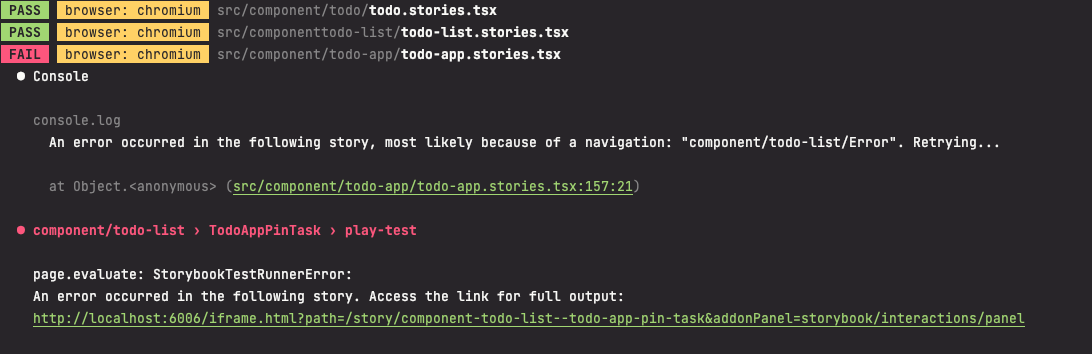 PASS browser: chromium src/component/todo/todo.stories.tsx
PASS browser: chromium src/componenttodo-list/todo-list.stories.tsx
FAIL browser: chromium src/component/todo-app/todo-app.stories.tsx
● Console
console.log
An error occurred in the following story, most likely because of a navigation: "component/todo-list/Error". Retrying...
at Object.<anonymous> (src/component/todo-app/todo-app.stories.tsx:157:21)
● component/todo-list › TodoAppPinTask › play-test
page.evaluate: StorybookTestRunnerError:
An error occurred in the following story. Access the link for full output:
http://localhost:6006/iframe.html?path=/story/component-todo-list--todo-app-pin-task&addonPanel=storybook/interactions/panel